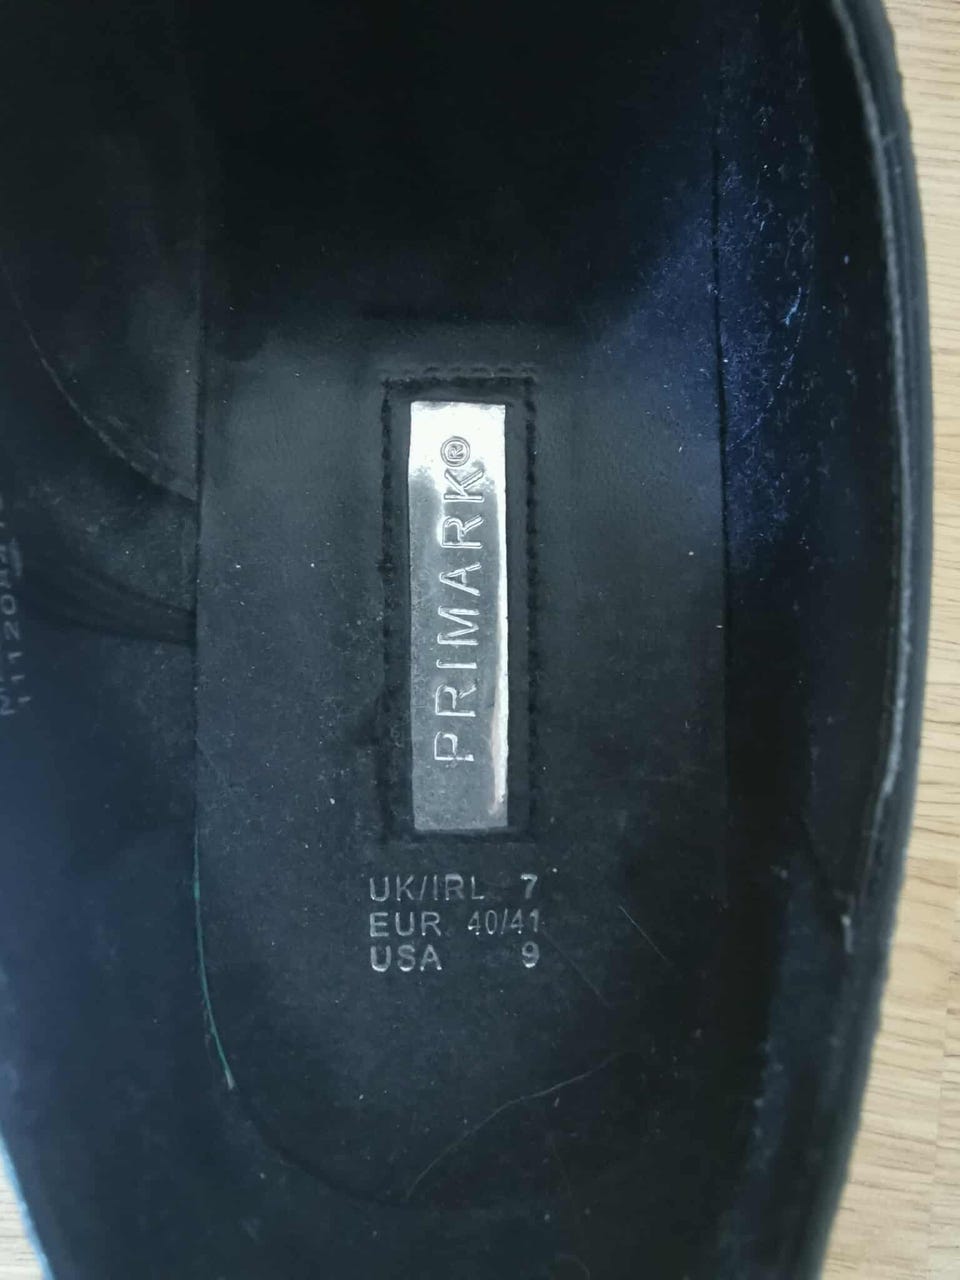 PRIMARK®
UK/IRL 7
EUR 40/41
USA 9